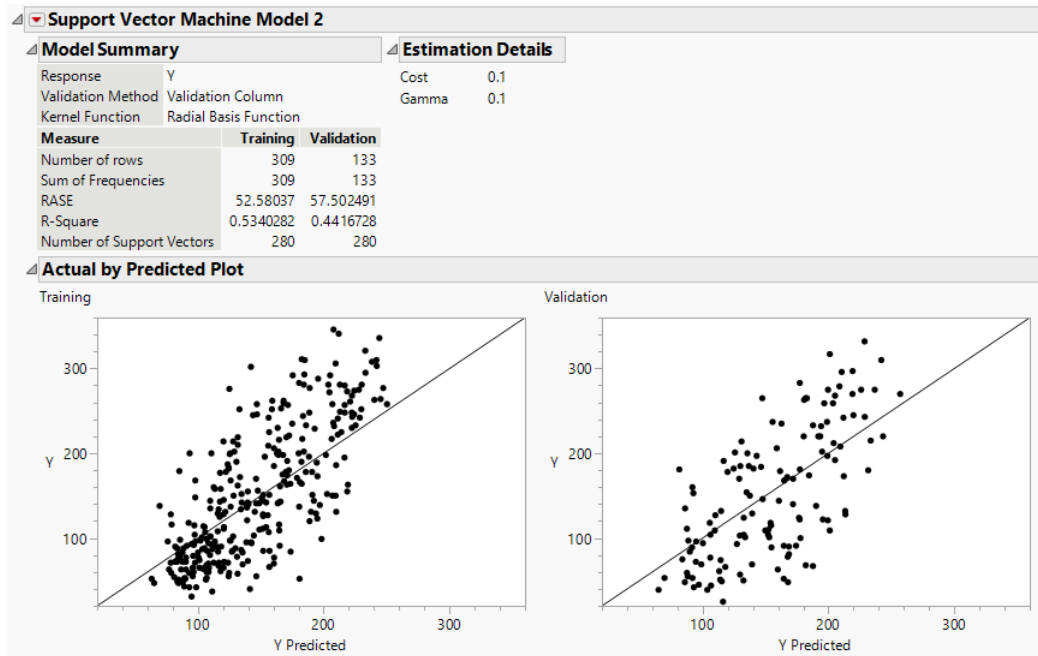 Support Vector Machine Model 2
Model Summary
Response Y
Validation Method Validation Column
Kernel Function Radial Basis Function
Measure Training Validation
Number of rows 309 133
Sum of Frequencies 309 133
RASE 52.58037 57.502491
R-Square 0.5340282 0.4416728
Number of Support Vectors 280 280
Estimation Details
Cost 0.1
Gamma 0.1
Actual by Predicted Plot
Training
300
200
100
Y
100 200 300
Y Predicted
Validation
300
200
100
Y
100 200 300
Y Predicted